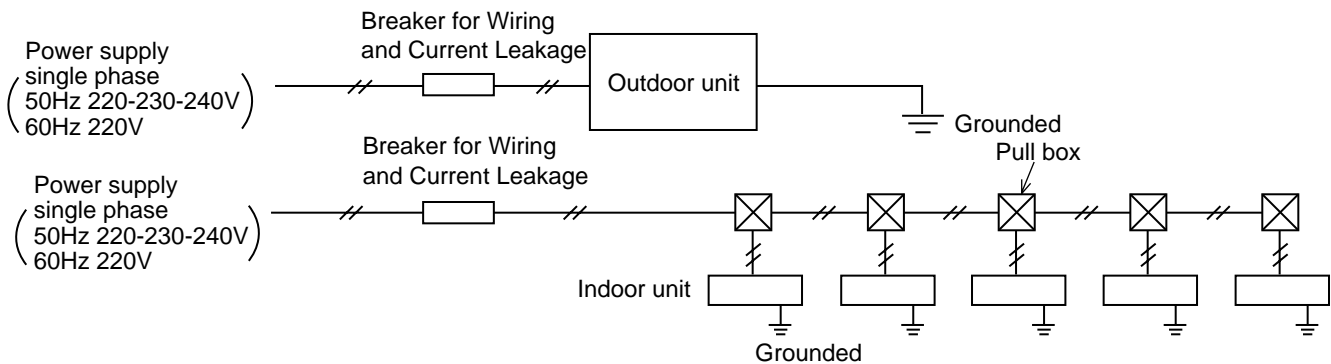 Breaker for Wiring
and Current Leakage
Power supply
single phase
50Hz 220-230-240V
60Hz 220V
Outdoor unit
Grounded
Pull box
Breaker for Wiring
and Current Leakage
Power supply
single phase
50Hz 220-230-240V
60Hz 220V
Indoor unit
Grounded